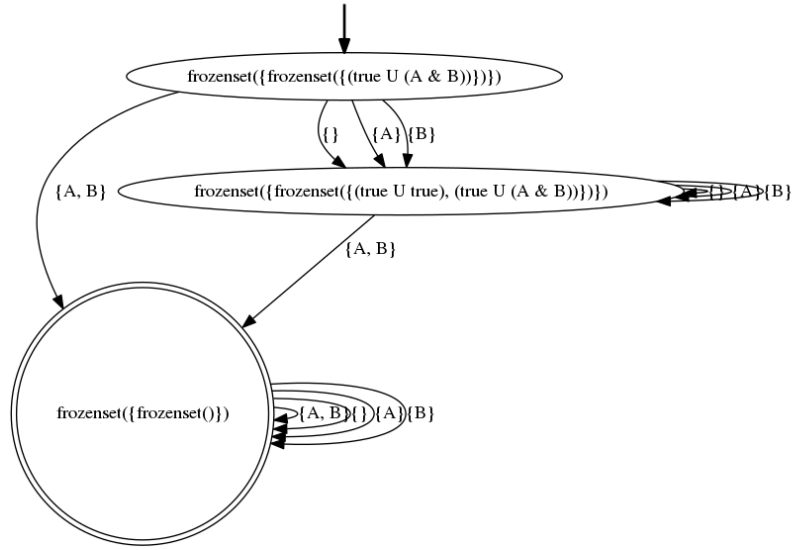 frozenset({frozenset({(true U (A & B))})})
{} {A} {B}
{A, B}
frozenset({frozenset({(true U true), (true U (A & B))})})
{} {A} {B}
{A, B}
frozenset({frozenset()})
{A, B} {} {A} {B}